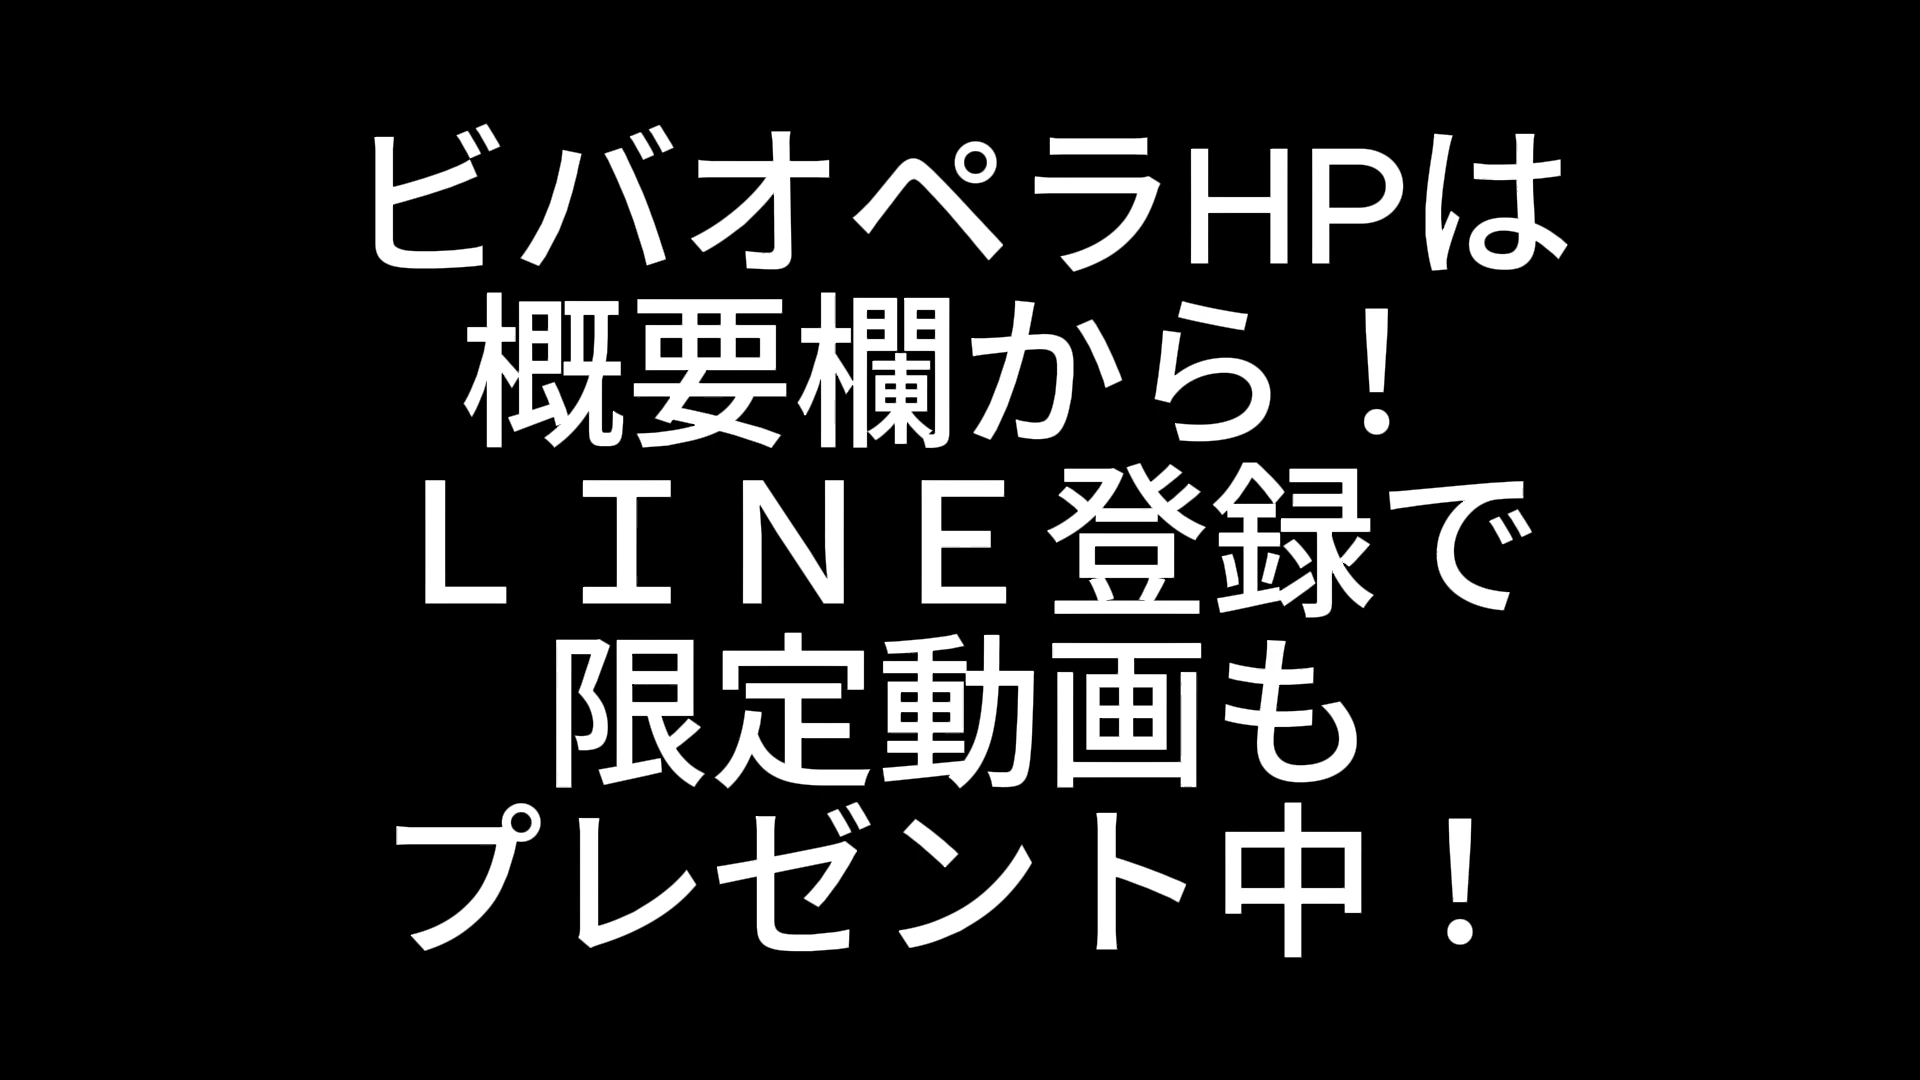 ビバオペラHPは
概要欄から！
ＬＩＮＥ登録で
限定動画も
プレゼント中！